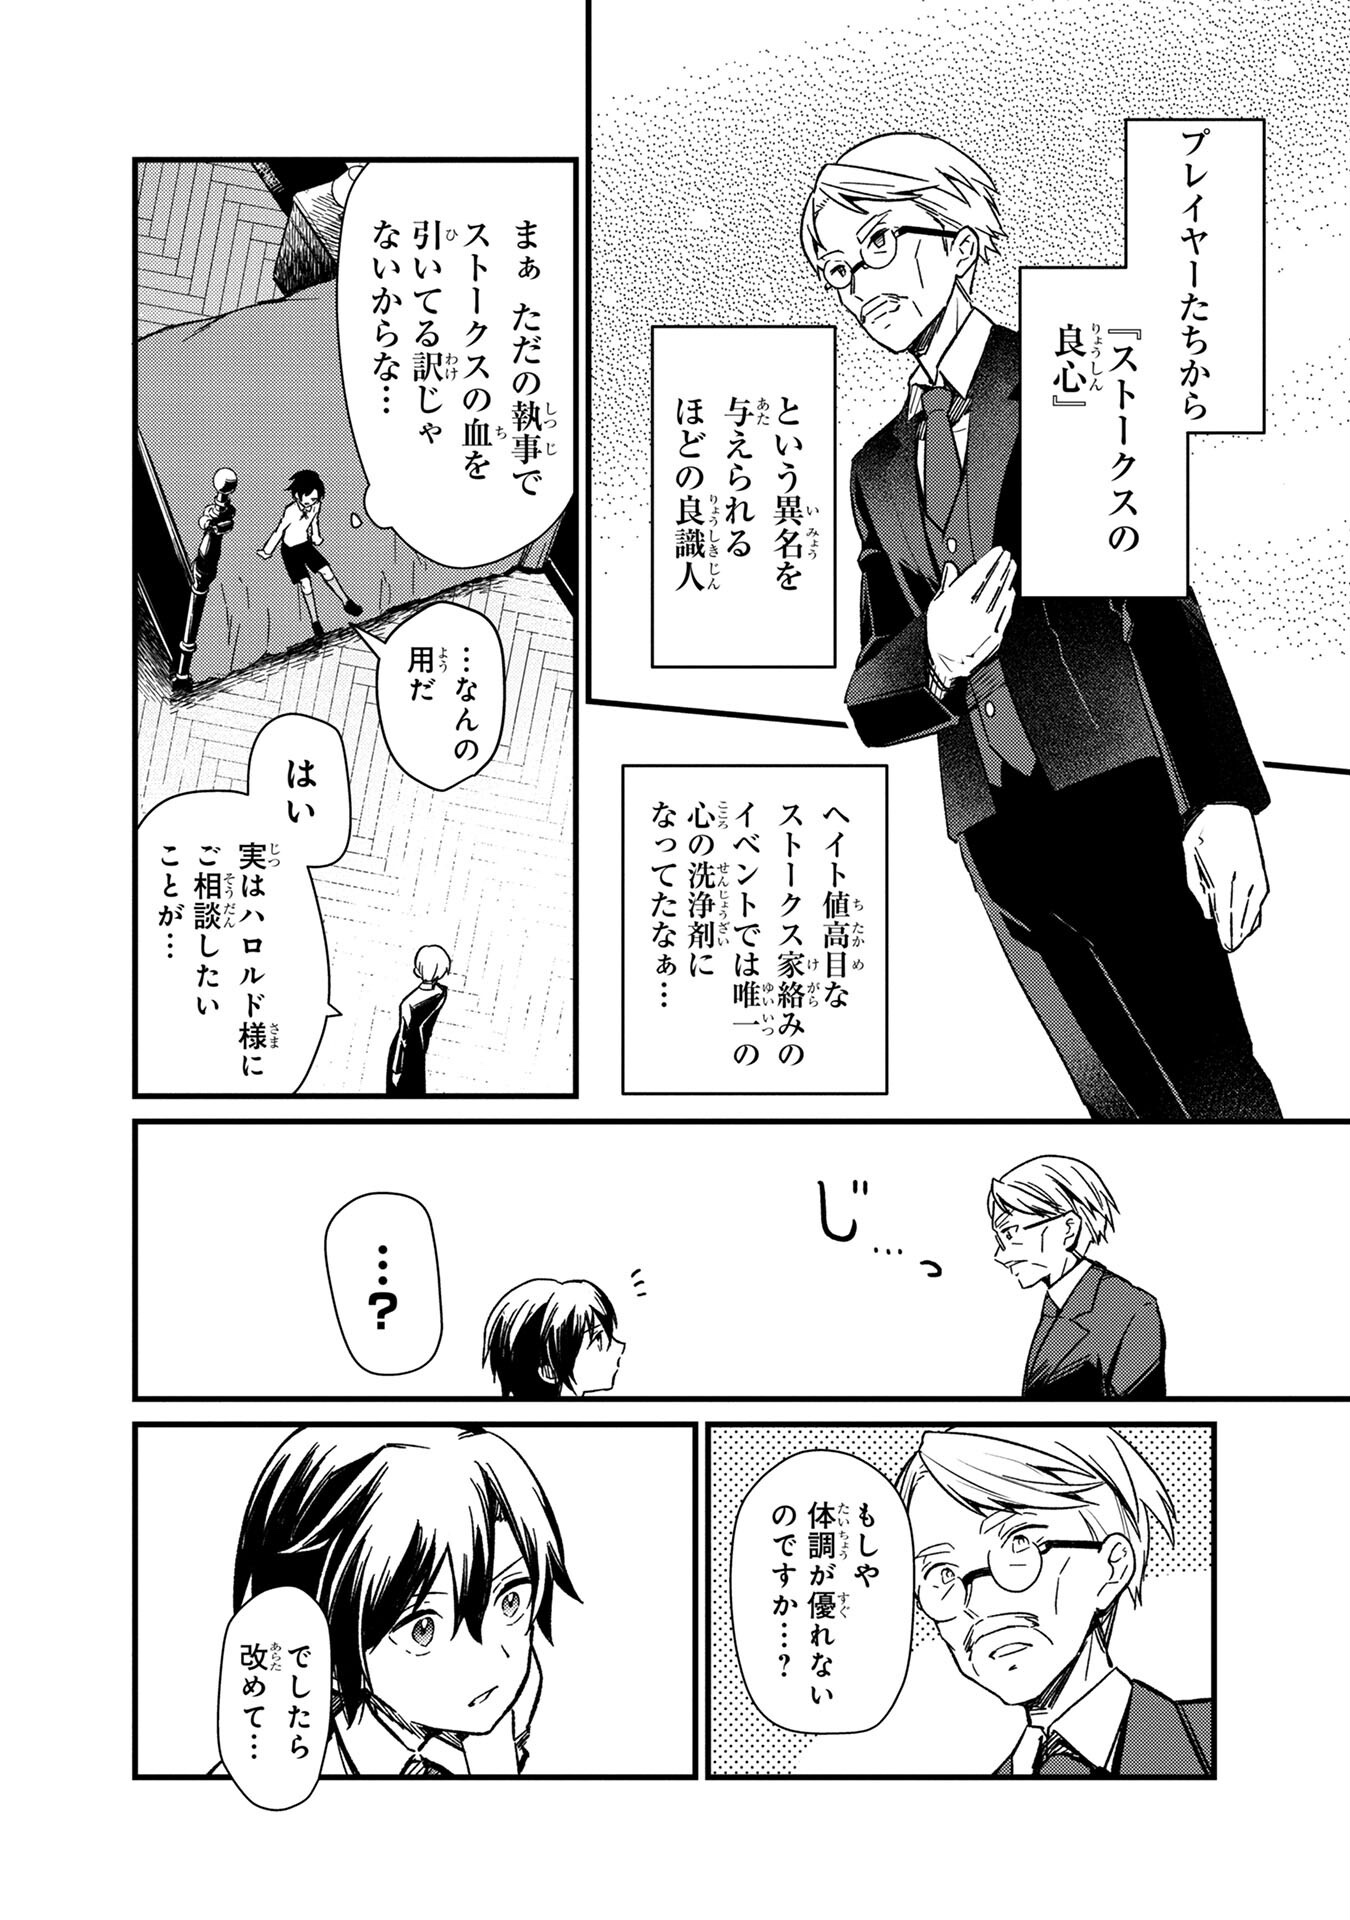 プレイヤーたちから
『ストークスの
良心』
という異名を
与えられる
ほどの良識人
ヘイト値高目な
ストークス家絡みの
イベントでは唯一の
心の洗浄剤に
なってたなぁ…
まぁ ただの執事で
ストークスの血を
引いてる訳じゃ
ないからな…
…なんの
用だ
はい
実はハロルド様に
ご相談したい
ことが…
じ…っ
…?
もしや
体調が優れない
のですか…?
でしたら
改めて…